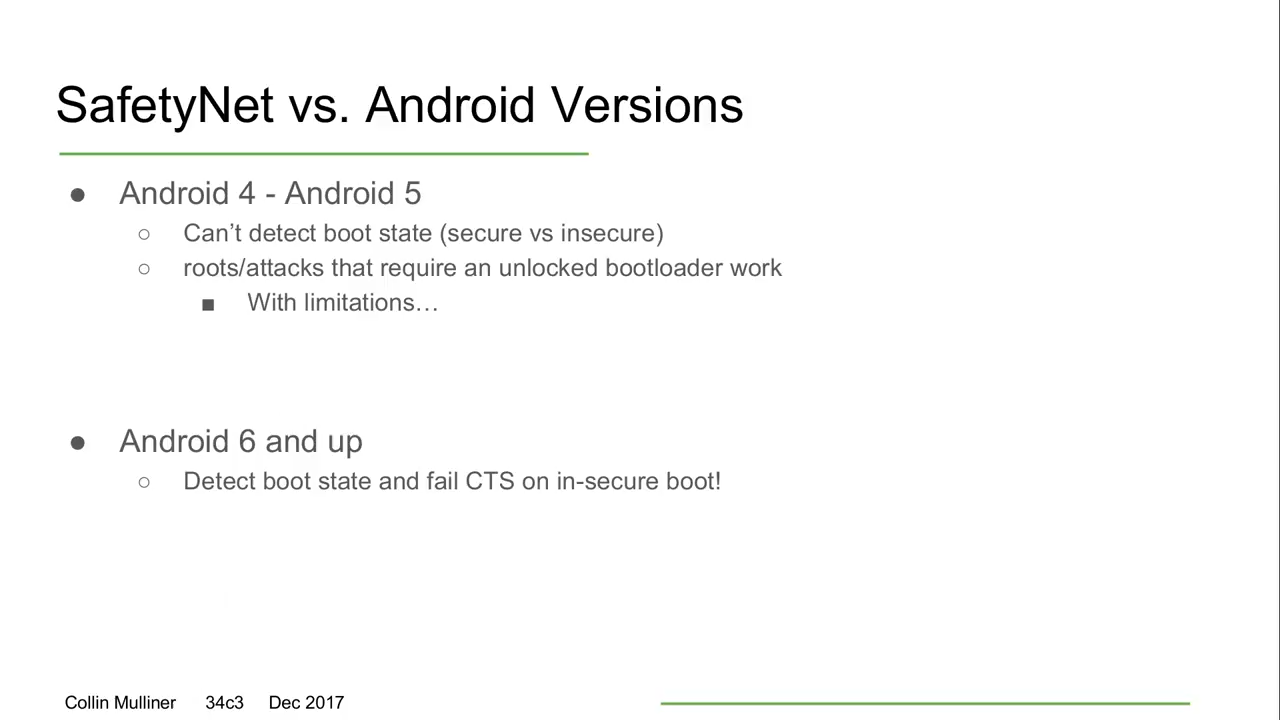 SafetyNet vs. Android Versions
● Android 4 - Android 5
○ Can’t detect boot state (secure vs insecure)
○ roots/attacks that require an unlocked bootloader work
■ With limitations…
● Android 6 and up
○ Detect boot state and fail CTS on in-secure boot!
Collin Mulliner 34c3 Dec 2017